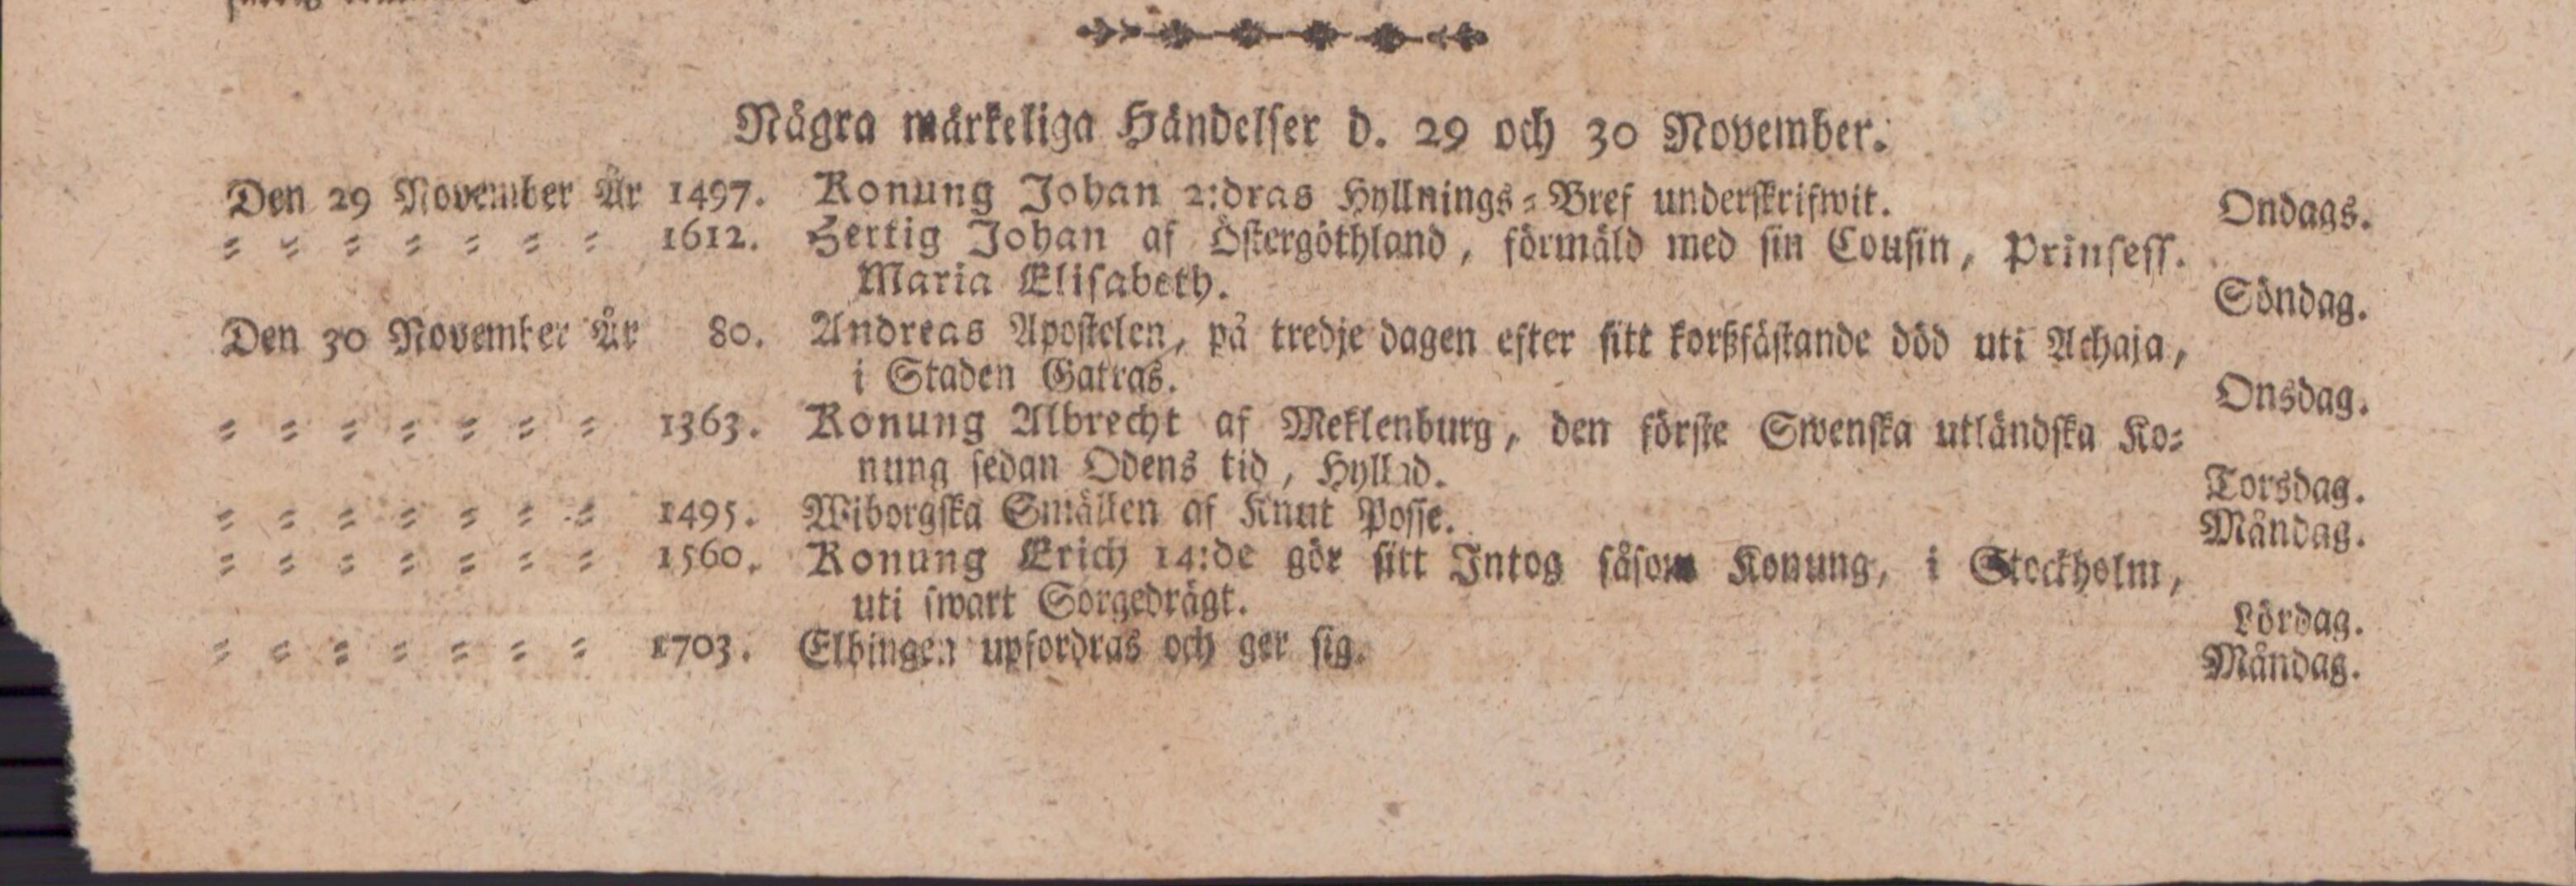 Några märkeliga Händelser d. 29 och 30 November.
Den 29 November År 1497. Konung Johan 2:dras Hyllnings-Bref underskrifwit. Ondags.
= = = = = = = 1612. Hertig Johan af Östergöthland, förmäld med sin Cousin, Prinsess.
Maria Elisabeth. Söndag.
Den 30 November År 80. Andreas Apostelen, på tredje dagen efter sitt korßfästande död uti Achaja,
i Staden Gatras. Onsdag.
= = = = = = = 1363. Konung Albrecht af Meklenburg, den förste Swenska utländska Ko-
nung sedan Odens tid, Hyllad. Torsdag.
= = = = = = = 1495. Wiborgska Smällen af Knut Posse. Måndag.
= = = = = = = 1560. Konung Erich 14:de gör sitt Intog såsom Konung, i Stockholm,
uti swart Sorgedrägt. Lördag.
= = = = = = = 1703. Elbingen upfordras och ger sig. Måndag.